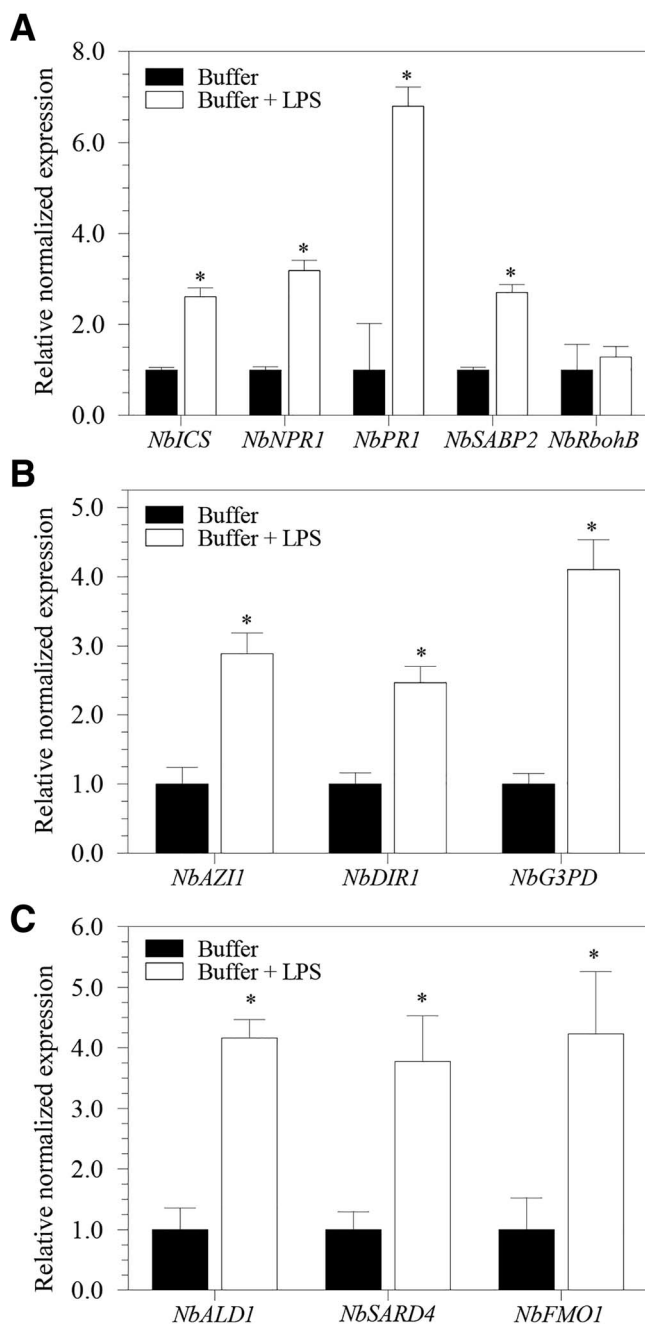 A
Relative normalized expression
8.0
6.0
4.0
2.0
0.0
Buffer
Buffer + LPS
*
*
*
*
NbICS NbNPR1 NbPR1 NbSABP2 NbRbohB
B
Relative normalized expression
5.0
4.0
3.0
2.0
1.0
0.0
Buffer
Buffer + LPS
*
*
*
NbAZI1 NbDIR1 NbG3PD
C
Relative normalized expression
6.0
5.0
4.0
3.0
2.0
1.0
0.0
Buffer
Buffer + LPS
*
*
*
NbALD1 NbSARD4 NbFMO1